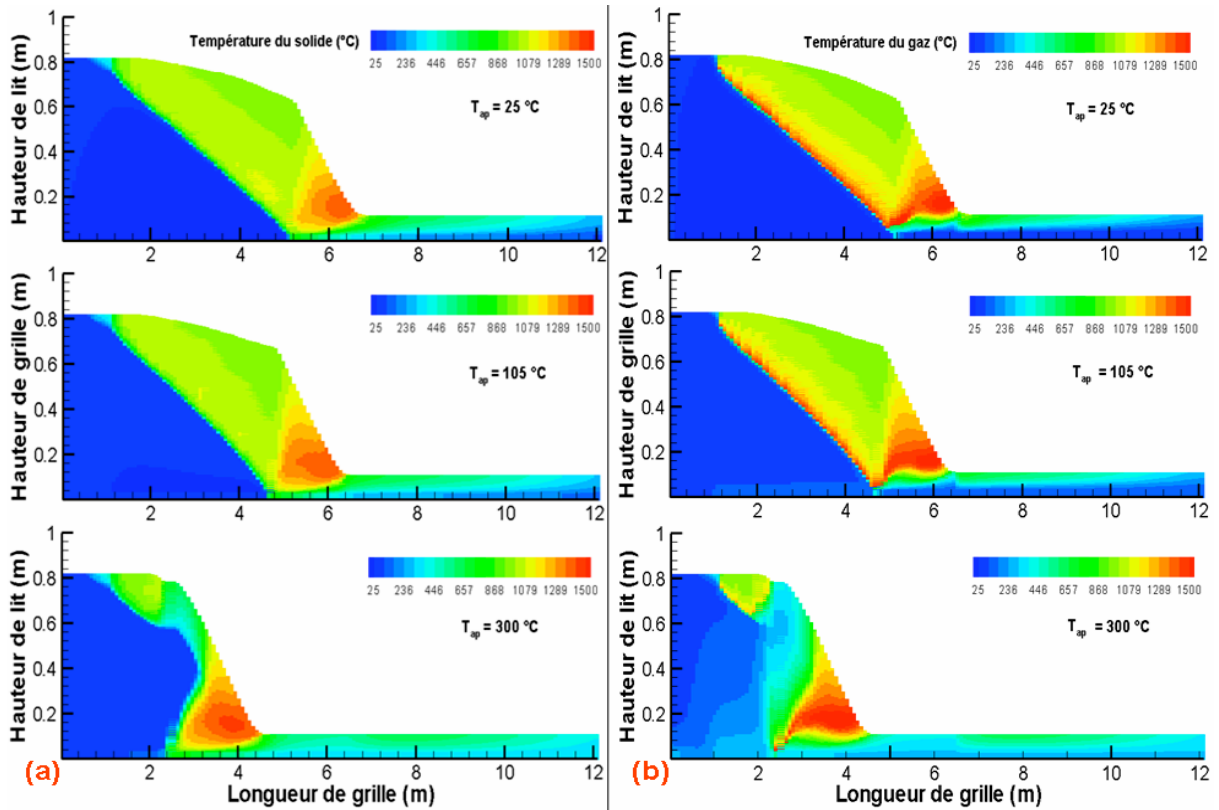 Hauteur de lit (m)
1
0.8
0.6
0.4
0.2
Température du solide (°C)
25 236 446 657 868 1079 1289 1500
T_ap = 25 °C
2 4 6 8 10 12
Hauteur de lit (m)
1
0.8
0.6
0.4
0.2
Température du gaz (°C)
25 236 446 657 868 1079 1289 1500
T_ap = 25 °C
2 4 6 8 10 12
Hauteur de grille (m)
1
0.8
0.6
0.4
0.2
25 236 446 657 868 1079 1289 1500
T_ap = 105 °C
2 4 6 8 10 12
Hauteur de grille (m)
1
0.8
0.6
0.4
0.2
25 236 446 657 868 1079 1289 1500
T_ap = 105 °C
2 4 6 8 10 12
Hauteur de lit (m)
1
0.8
0.6
0.4
0.2
25 236 446 657 868 1079 1289 1500
T_ap = 300 °C
2 4 6 8 10 12
(a)
Longueur de grille (m)
Hauteur de lit (m)
1
0.8
0.6
0.4
0.2
25 236 446 657 868 1079 1289 1500
T_ap = 300 °C
2 4 6 8 10 12
(b)
Longueur de grille (m)